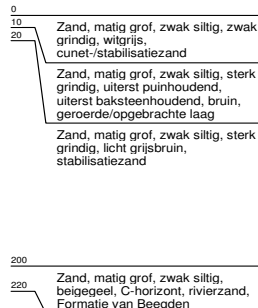 0
10
Zand, matig grof, zwak siltig, zwak
grindig, witgrijs,
cunet-/stabilisatiezand
20
Zand, matig grof, zwak siltig, sterk
grindig, uiterst puinhoudend,
uiterst baksteenhoudend, bruin,
geroerde/opgebrachte laag
Zand, matig grof, zwak siltig, sterk
grindig, licht grijsbruin,
stabilisatiezand
200
Zand, matig grof, zwak siltig,
beigegeel, C-horizont, rivierzand,
Formatie van Beegden
220